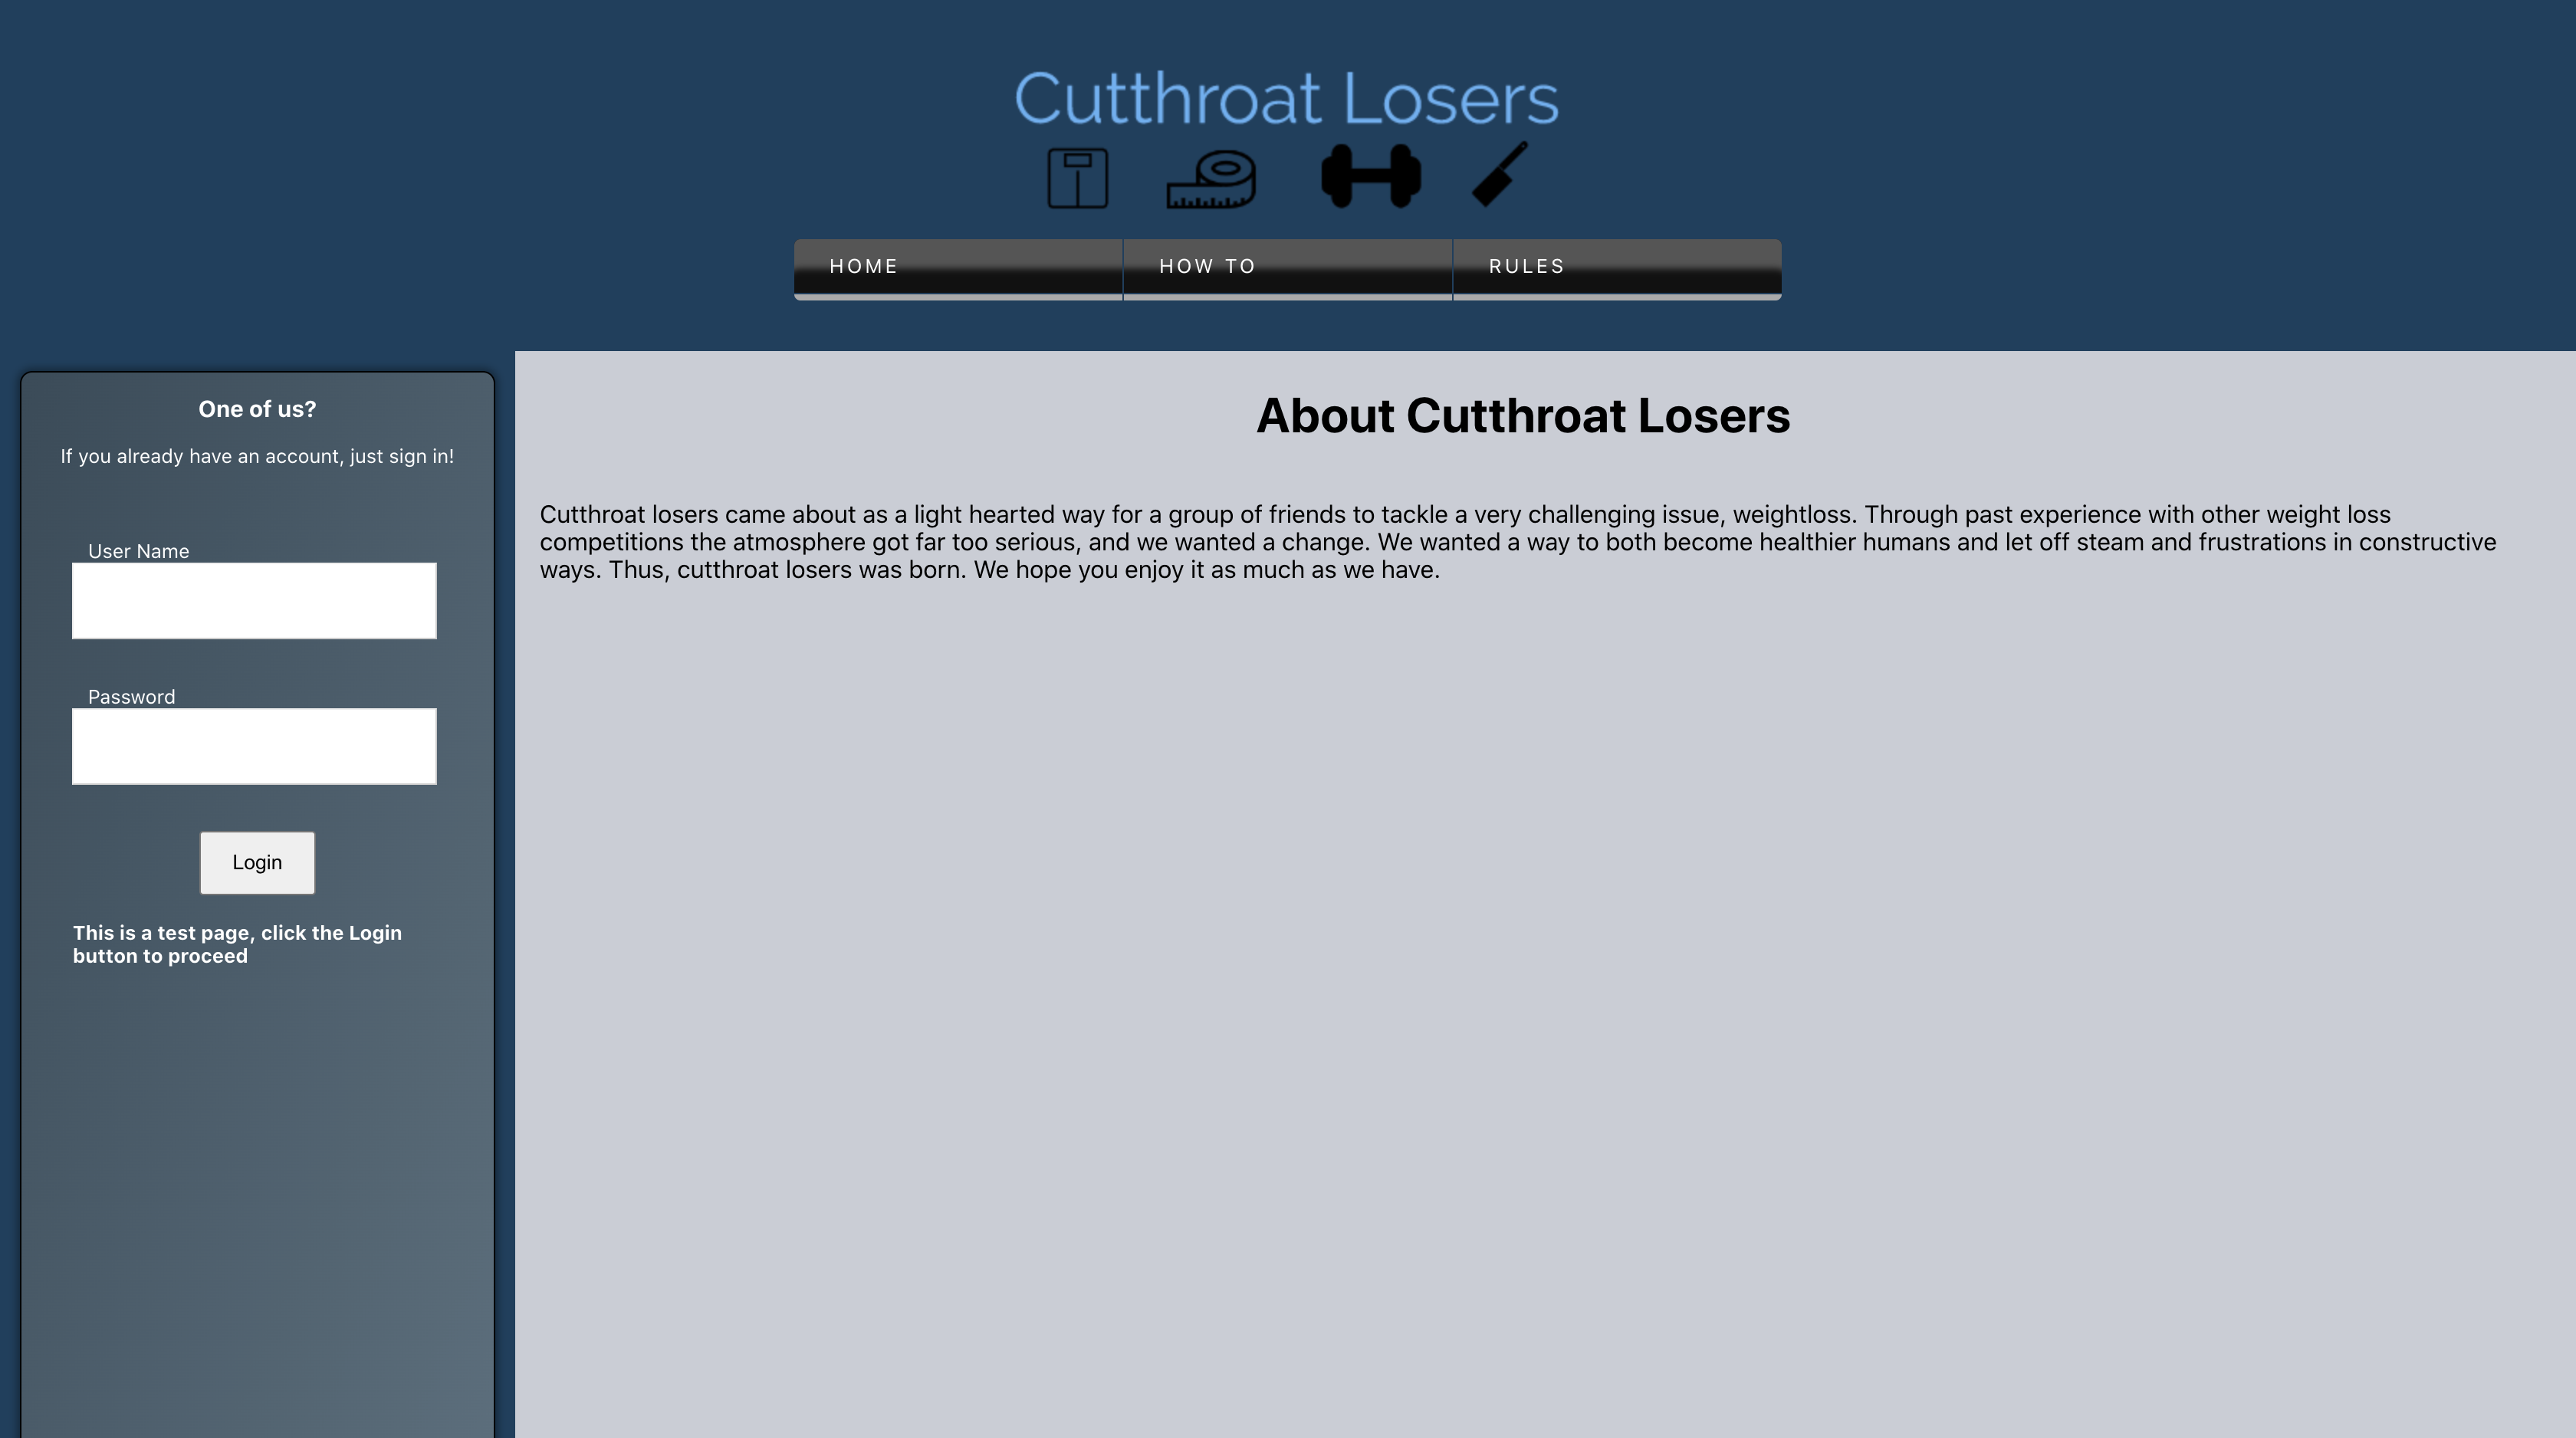 Cutthroat Losers
HOME
HOW TO
RULES
One of us?
If you already have an account, just sign in!
User Name
Password
Login
This is a test page, click the Login
button to proceed
About Cutthroat Losers
Cutthroat losers came about as a light hearted way for a group of friends to tackle a very challenging issue, weightloss. Through past experience with other weight loss
competitions the atmosphere got far too serious, and we wanted a change. We wanted a way to both become healthier humans and let off steam and frustrations in constructive
ways. Thus, cutthroat losers was born. We hope you enjoy it as much as we have.